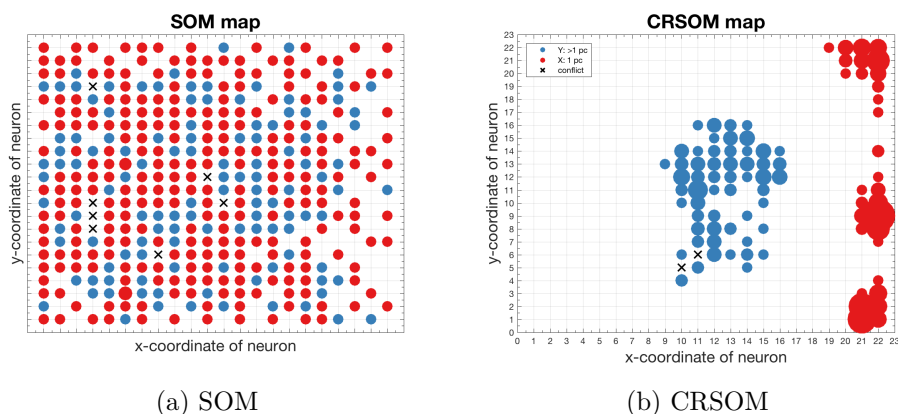 SOM map
y-coordinate of neuron
x-coordinate of neuron
(a) SOM
CRSOM map
Y: >1 pc
X: 1 pc
conflict
23
22
21
20
19
18
17
16
15
14
13
12
11
10
9
8
7
6
5
4
3
2
1
0
y-coordinate of neuron
0 1 2 3 4 5 6 7 8 9 10 11 12 13 14 15 16 17 18 19 20 21 22 23
x-coordinate of neuron
(b) CRSOM